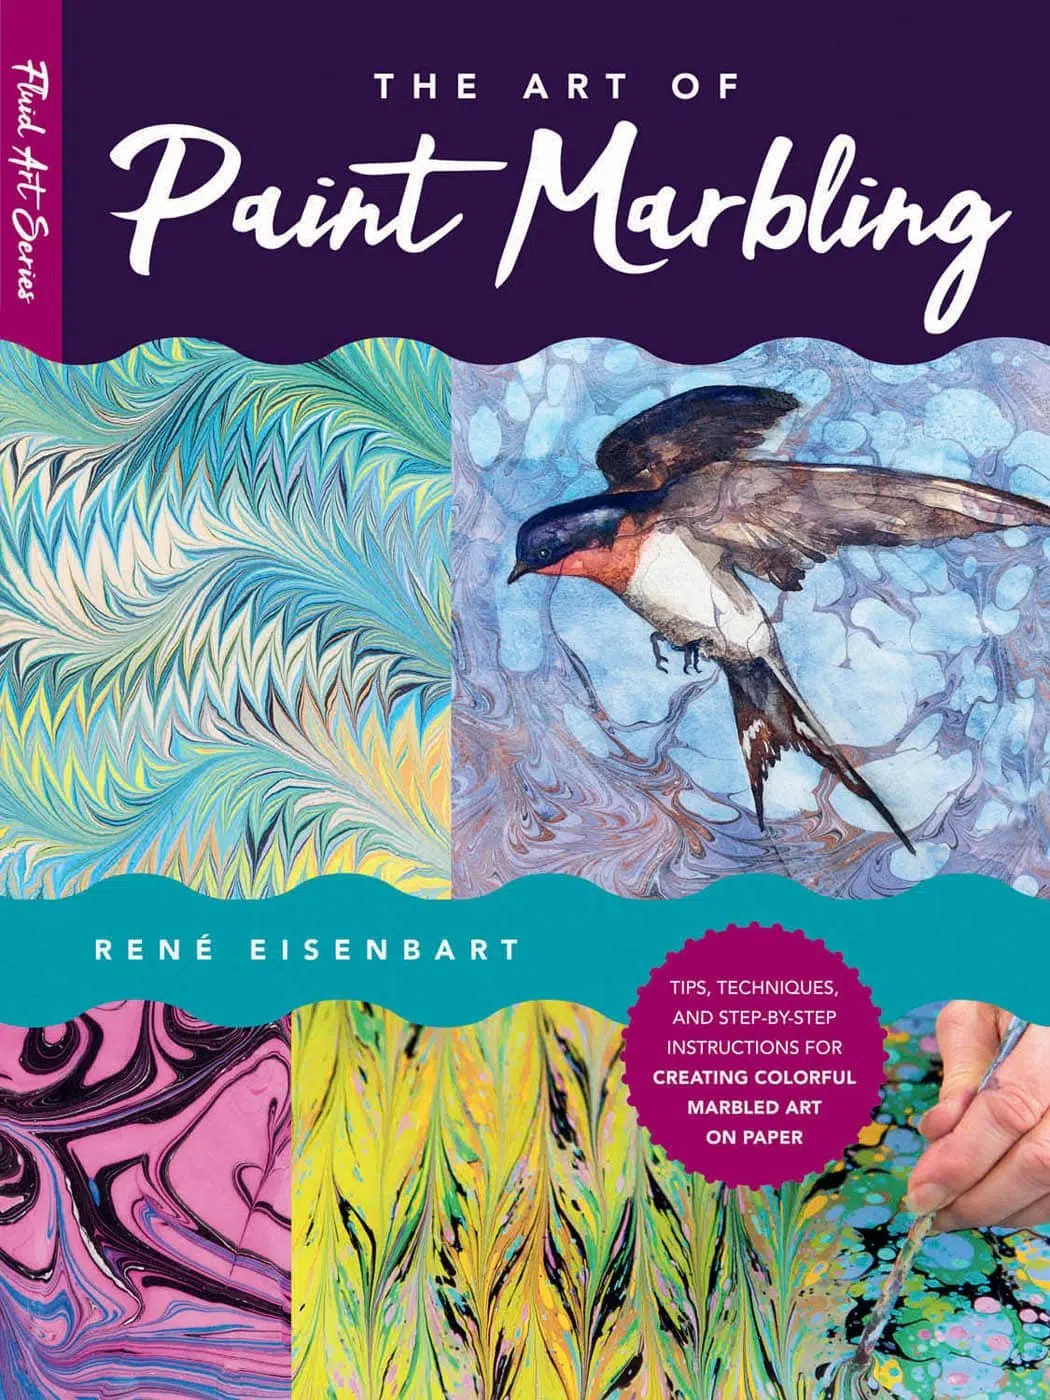 Fluid Art Series
THE ART OF
Paint Marbling
RENÉ EISENBART
TIPS, TECHNIQUES,
AND STEP-BY-STEP
INSTRUCTIONS FOR
CREATING COLORFUL
MARBLED ART
ON PAPER